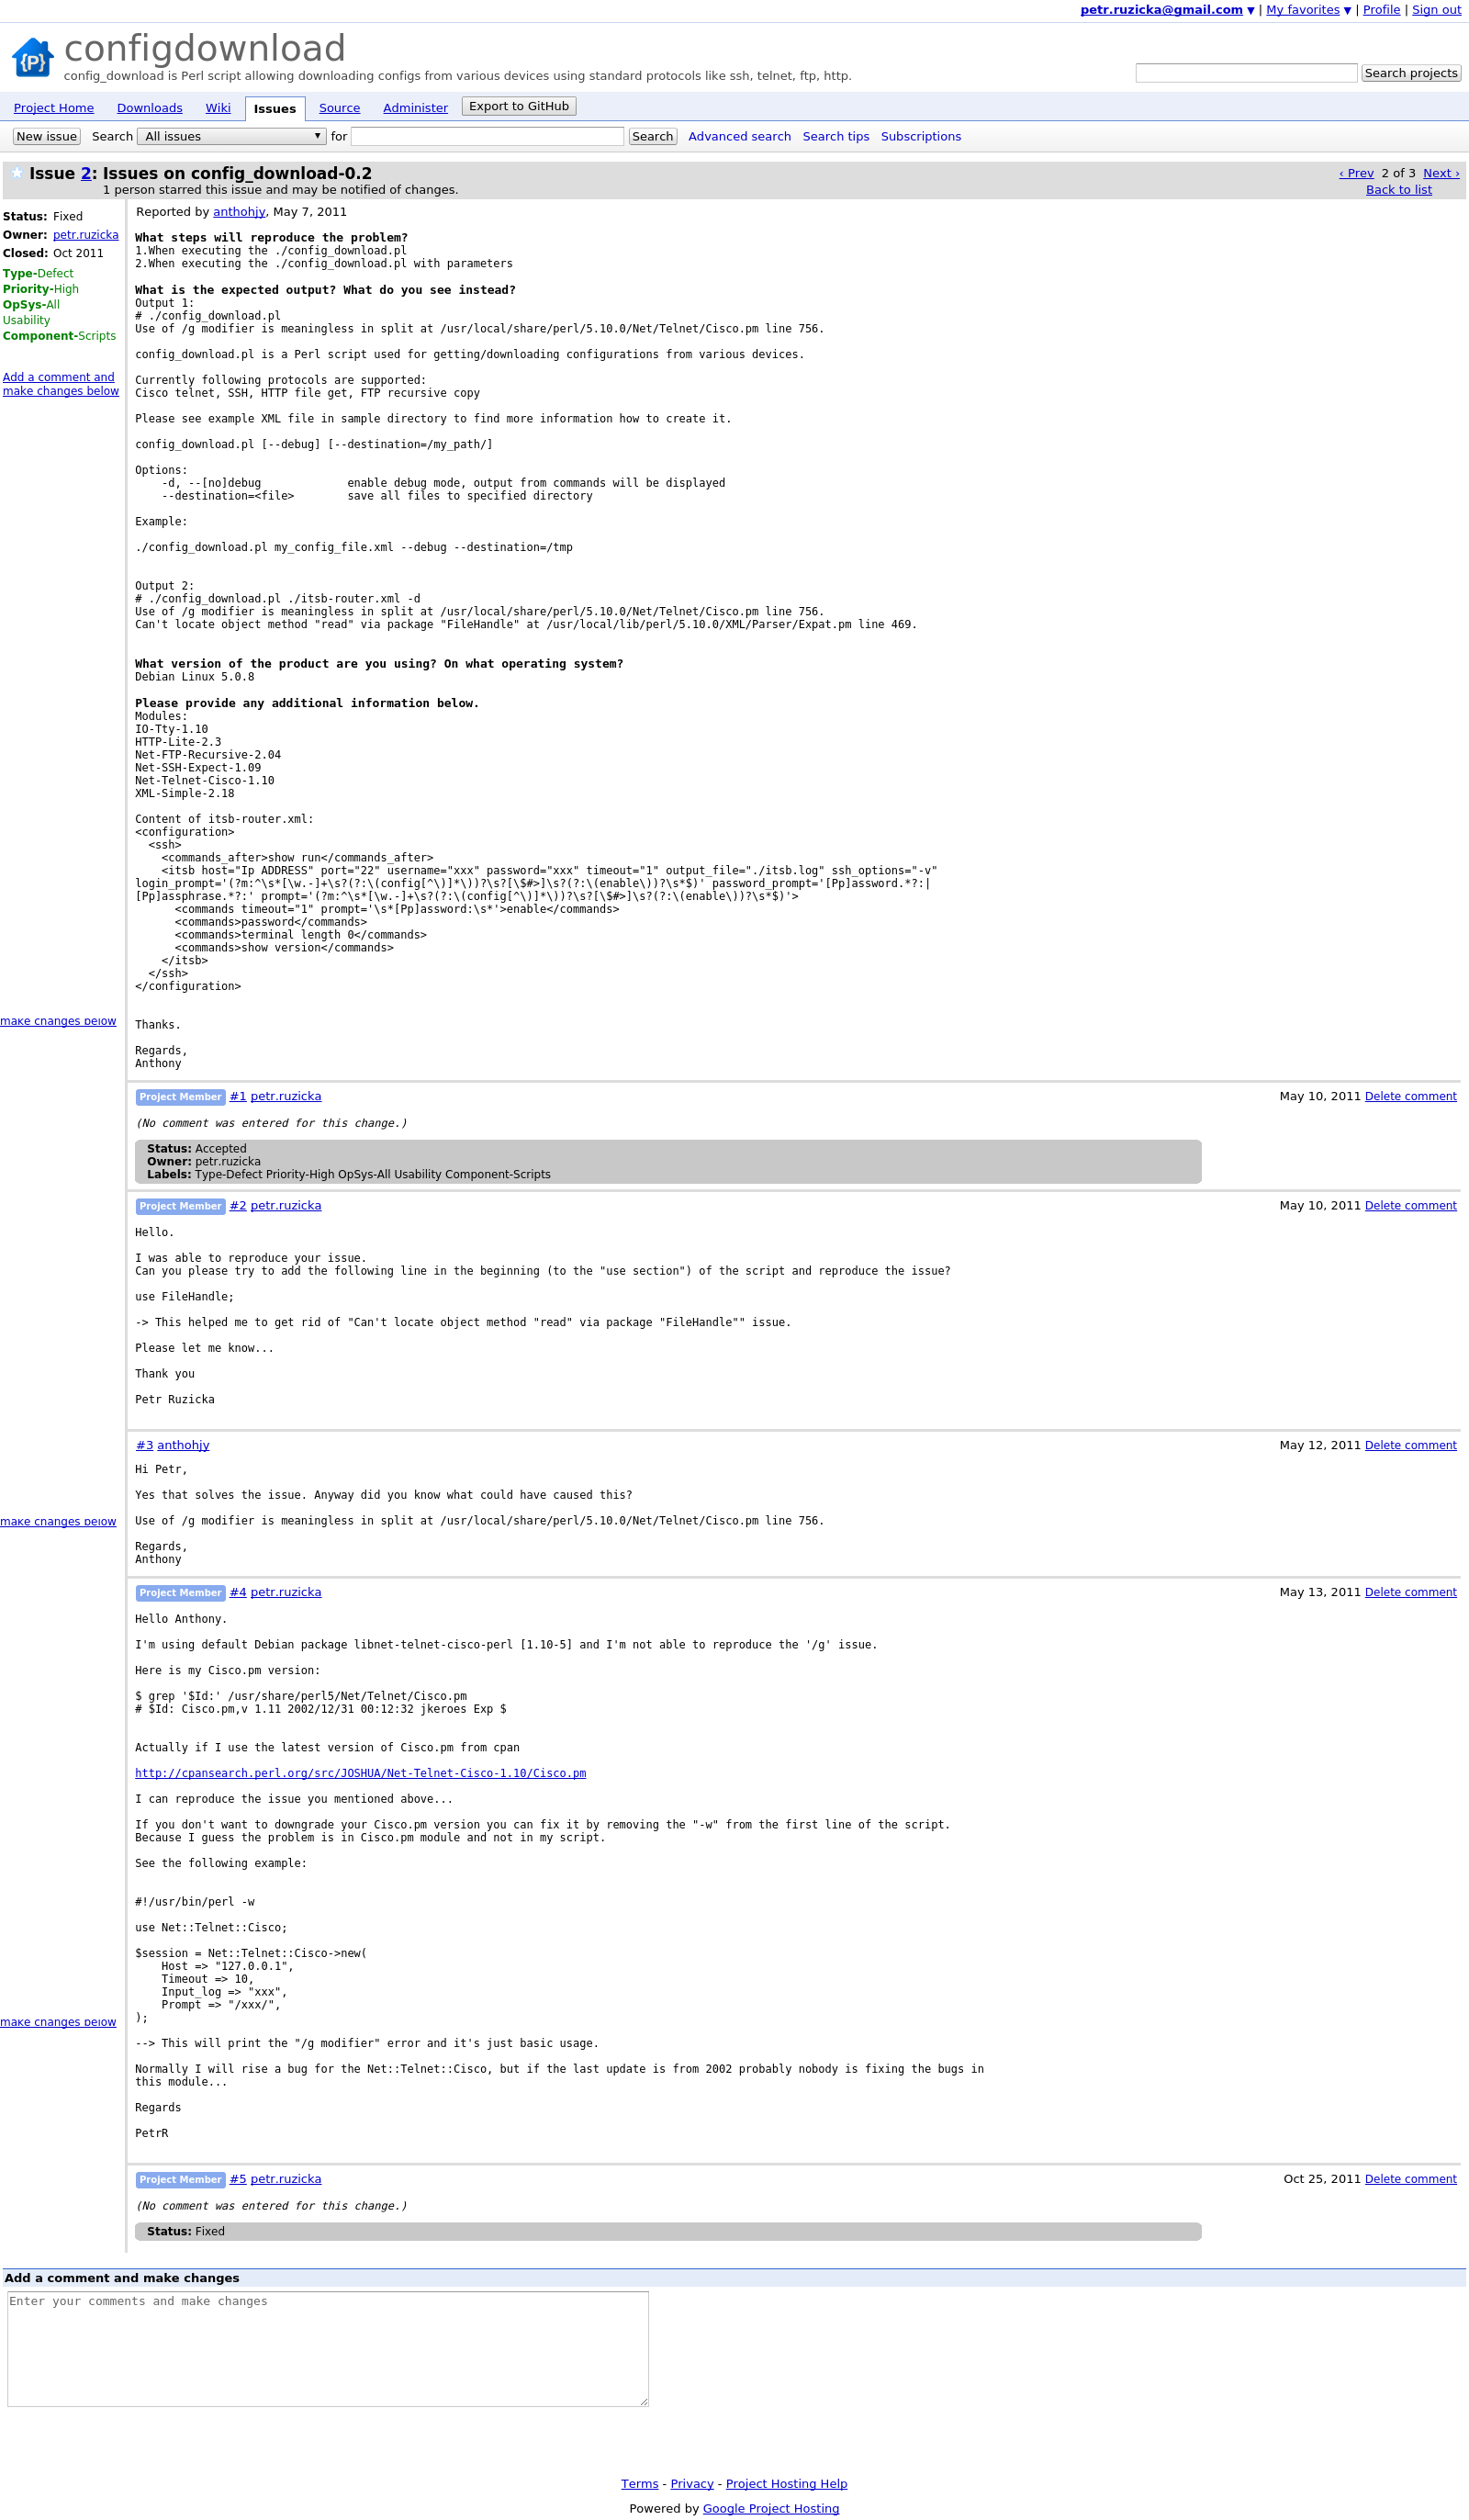 petr.ruzicka@gmail.com ▼ | My favorites ▼ | Profile | Sign out
{P}
configdownload
config_download is Perl script allowing downloading configs from various devices using standard protocols like ssh, telnet, ftp, http.
Search projects
Project Home Downloads Wiki Issues Source Administer Export to GitHub
New issue Search All issues ▼ for Search Advanced search Search tips Subscriptions
Issue 2: Issues on config_download-0.2
1 person starred this issue and may be notified of changes.
‹ Prev 2 of 3 Next ›
Back to list
Status: Fixed
Owner: petr.ruzicka
Closed: Oct 2011
Type-Defect
Priority-High
OpSys-All
Usability
Component-Scripts
Add a comment and
make changes below
Reported by anthohjy, May 7, 2011
What steps will reproduce the problem?
1.When executing the ./config_download.pl
2.When executing the ./config_download.pl with parameters
What is the expected output? What do you see instead?
Output 1:
# ./config_download.pl
Use of /g modifier is meaningless in split at /usr/local/share/perl/5.10.0/Net/Telnet/Cisco.pm line 756.
config_download.pl is a Perl script used for getting/downloading configurations from various devices.
Currently following protocols are supported:
Cisco telnet, SSH, HTTP file get, FTP recursive copy
Please see example XML file in sample directory to find more information how to create it.
config_download.pl [--debug] [--destination=/my_path/]
Options:
-d, --[no]debug enable debug mode, output from commands will be displayed
--destination=<file> save all files to specified directory
Example:
./config_download.pl my_config_file.xml --debug --destination=/tmp
Output 2:
# ./config_download.pl ./itsb-router.xml -d
Use of /g modifier is meaningless in split at /usr/local/share/perl/5.10.0/Net/Telnet/Cisco.pm line 756.
Can't locate object method "read" via package "FileHandle" at /usr/local/lib/perl/5.10.0/XML/Parser/Expat.pm line 469.
What version of the product are you using? On what operating system?
Debian Linux 5.0.8
Please provide any additional information below.
Modules:
IO-Tty-1.10
HTTP-Lite-2.3
Net-FTP-Recursive-2.04
Net-SSH-Expect-1.09
Net-Telnet-Cisco-1.10
XML-Simple-2.18
Content of itsb-router.xml:
<configuration>
<ssh>
<commands_after>show run</commands_after>
<itsb host="Ip ADDRESS" port="22" username="xxx" password="xxx" timeout="1" output_file="./itsb.log" ssh_options="-v"
login_prompt='(?m:^\s*[\w.-]+\s?(?:\(config[^\)]*\))?\s?[\$#>]\s?(?:\(enable\))?\s*$)' password_prompt='[Pp]assword.*?:|
[Pp]assphrase.*?:' prompt='(?m:^\s*[\w.-]+\s?(?:\(config[^\)]*\))?\s?[\$#>]\s?(?:\(enable\))?\s*$)'>
<commands timeout="1" prompt='\s*[Pp]assword:\s*'>enable</commands>
<commands>password</commands>
<commands>terminal length 0</commands>
<commands>show version</commands>
</itsb>
</ssh>
</configuration>
make changes below
Thanks.
Regards,
Anthony
Project Member #1 petr.ruzicka May 10, 2011 Delete comment
(No comment was entered for this change.)
Status: Accepted
Owner: petr.ruzicka
Labels: Type-Defect Priority-High OpSys-All Usability Component-Scripts
Project Member #2 petr.ruzicka May 10, 2011 Delete comment
Hello.
I was able to reproduce your issue.
Can you please try to add the following line in the beginning (to the "use section") of the script and reproduce the issue?
use FileHandle;
-> This helped me to get rid of "Can't locate object method "read" via package "FileHandle"" issue.
Please let me know...
Thank you
Petr Ruzicka
#3 anthohjy May 12, 2011 Delete comment
Hi Petr,
Yes that solves the issue. Anyway did you know what could have caused this?
Use of /g modifier is meaningless in split at /usr/local/share/perl/5.10.0/Net/Telnet/Cisco.pm line 756.
make changes below
Regards,
Anthony
Project Member #4 petr.ruzicka May 13, 2011 Delete comment
Hello Anthony.
I'm using default Debian package libnet-telnet-cisco-perl [1.10-5] and I'm not able to reproduce the '/g' issue.
Here is my Cisco.pm version:
$ grep '$Id:' /usr/share/perl5/Net/Telnet/Cisco.pm
# $Id: Cisco.pm,v 1.11 2002/12/31 00:12:32 jkeroes Exp $
Actually if I use the latest version of Cisco.pm from cpan
http://cpansearch.perl.org/src/JOSHUA/Net-Telnet-Cisco-1.10/Cisco.pm
I can reproduce the issue you mentioned above...
If you don't want to downgrade your Cisco.pm version you can fix it by removing the "-w" from the first line of the script.
Because I guess the problem is in Cisco.pm module and not in my script.
See the following example:
#!/usr/bin/perl -w
use Net::Telnet::Cisco;
$session = Net::Telnet::Cisco->new(
Host => "127.0.0.1",
Timeout => 10,
Input_log => "xxx",
Prompt => "/xxx/",
);
make changes below
--> This will print the "/g modifier" error and it's just basic usage.
Normally I will rise a bug for the Net::Telnet::Cisco, but if the last update is from 2002 probably nobody is fixing the bugs in
this module...
Regards
PetrR
Project Member #5 petr.ruzicka Oct 25, 2011 Delete comment
(No comment was entered for this change.)
Status: Fixed
Add a comment and make changes
Enter your comments and make changes
Terms - Privacy - Project Hosting Help
Powered by Google Project Hosting